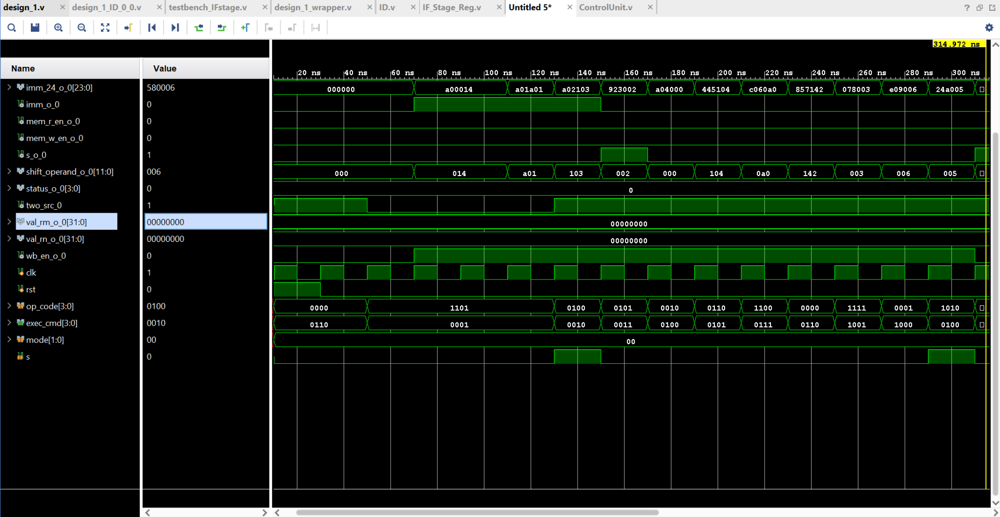 design_1.v × design_1_ID_0_0.v × testbench_IFstage.v × design_1_wrapper.v × ID.v × IF_Stage_Reg.v × Untitled 5* × ControlUnit.v ×
314.972 ns
Name Value
20 ns 40 ns 60 ns 80 ns 100 ns 120 ns 140 ns 160 ns 180 ns 200 ns 220 ns 240 ns 260 ns 280 ns 300 ns
imm_24_o_0[23:0] 580006 000000 a00014 a01a01 a02103 923002 a04000 445104 c060a0 857142 078003 e09006 24a005
imm_o_0 0
mem_r_en_o_0 0
mem_w_en_o_0 0
s_o_0 1
shift_operand_o_0[11:0] 006 000 014 a01 103 002 000 104 0a0 142 003 006 005
status_o_0[3:0] 0 0
two_src_0 1
val_rm_o_0[31:0] 00000000 00000000
val_rn_o_0[31:0] 00000000 00000000
wb_en_o_0 0
clk 1
rst 0
op_code[3:0] 0100 0000 1101 0100 0101 0010 0110 1100 0000 1111 0001 1010
exec_cmd[3:0] 0010 0110 0001 0010 0011 0100 0101 0111 0110 1001 1000 0100
mode[1:0] 00 00
s 0